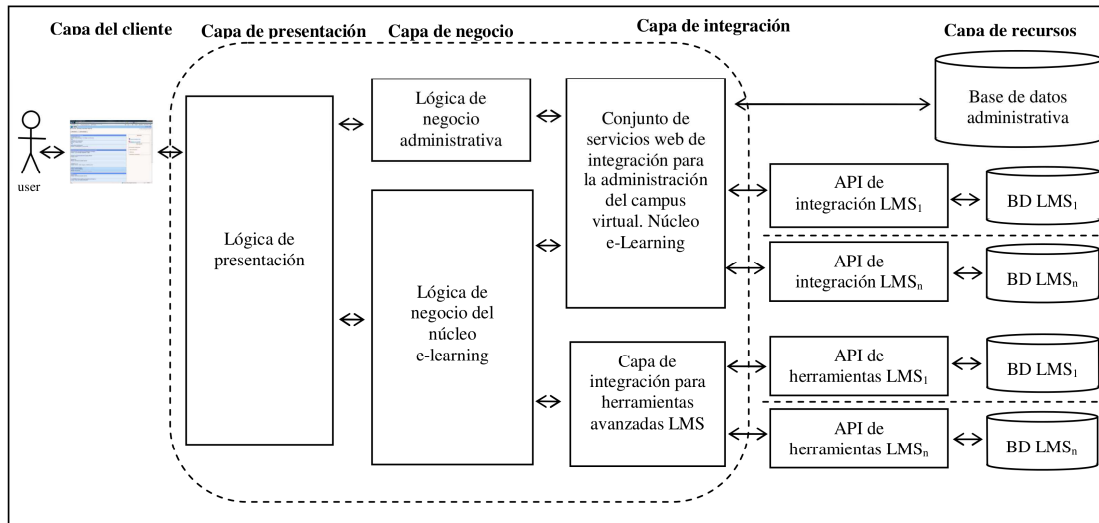 Capa del cliente
Capa de presentación
Capa de negocio
Capa de integración
Capa de recursos
user
Lógica de
presentación
Lógica de
negocio
administrativa
Lógica de
negocio del
núcleo
e-learning
Conjunto de
servicios web de
integración para
la administración
del campus
virtual. Núcleo
e-Learning
Capa de
integración para
herramientas
avanzadas LMS
Base de datos
administrativa
API de
integración LMS₁
BD LMS₁
API de
integración LMSₙ
BD LMSₙ
API de
herramientas LMS₁
BD LMS₁
API de
herramientas LMSₙ
BD LMSₙ